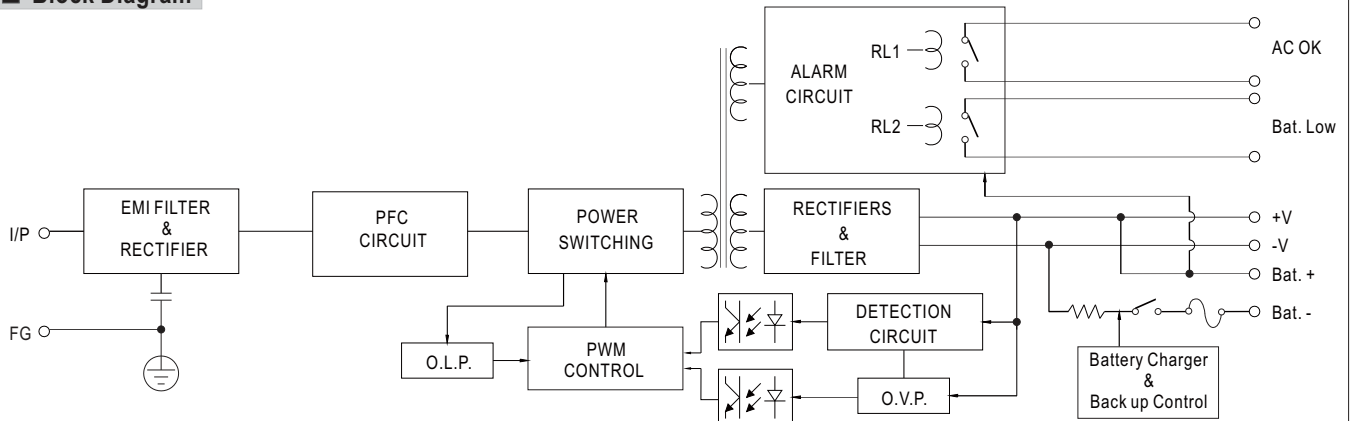 Block Diagram
I/P
FG
EMI FILTER
&
RECTIFIER
PFC
CIRCUIT
POWER
SWITCHING
O.L.P.
PWM
CONTROL
ALARM
CIRCUIT
RL1
RL2
RECTIFIERS
&
FILTER
DETECTION
CIRCUIT
O.V.P.
AC OK
Bat. Low
+V
-V
Bat. +
Bat. -
Battery Charger
&
Back up Control